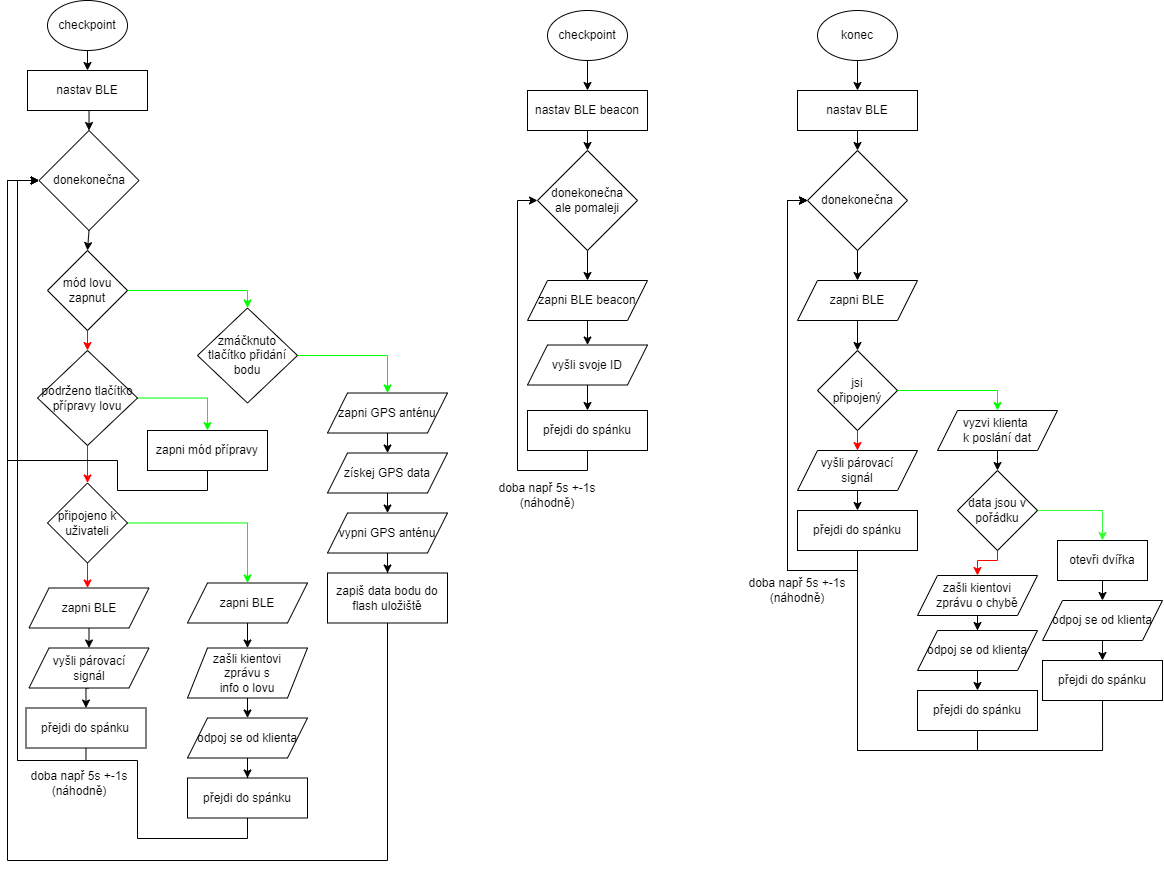 checkpoint
nastav BLE
donekonečna
mód lovu
zapnut
zmáčknuto
tlačítko přidání
bodu
podrženo tlačítko
přípravy lovu
zapni mód přípravy
připojeno k
uživateli
zapni BLE
vyšli párovací
signál
přejdi do spánku
doba např 5s +-1s
(náhodně)
zapni BLE
zašli kientovi
zprávu s
info o lovu
odpoj se od klienta
přejdi do spánku
zapni GPS anténu
získej GPS data
vypni GPS anténu
zapiš data bodu do
flash uložiště
checkpoint
nastav BLE beacon
donekonečna
ale pomaleji
zapni BLE beacon
vyšli svoje ID
přejdi do spánku
doba např 5s +-1s
(náhodně)
konec
nastav BLE
donekonečna
zapni BLE
jsi
připojený
vyšli párovací
signál
přejdi do spánku
doba např 5s +-1s
(náhodně)
vyzvi klienta
k poslání dat
data jsou v
pořádku
zašli kientovi
zprávu o chybě
odpoj se od klienta
přejdi do spánku
otevři dvířka
odpoj se od klienta
přejdi do spánku